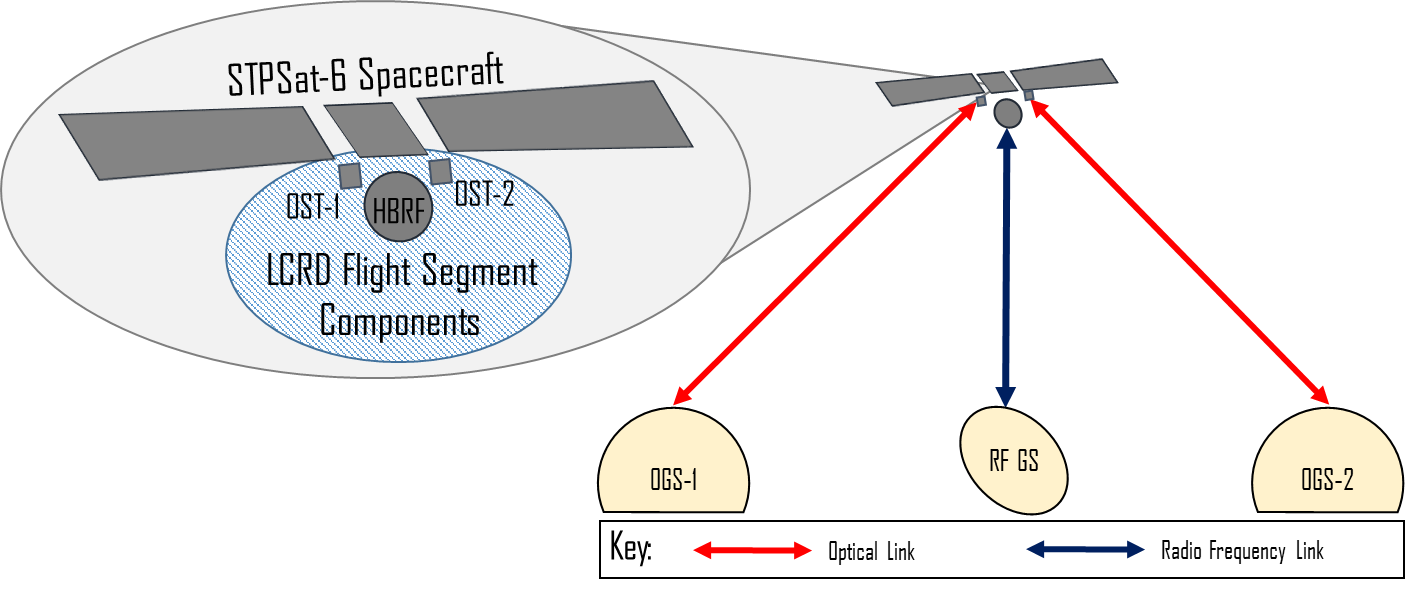 STPSat-6 Spacecraft
OST-1
HBRF
OST-2
LCRD Flight Segment
Components
OGS-1
RF GS
OGS-2
Key:
Optical Link
Radio Frequency Link